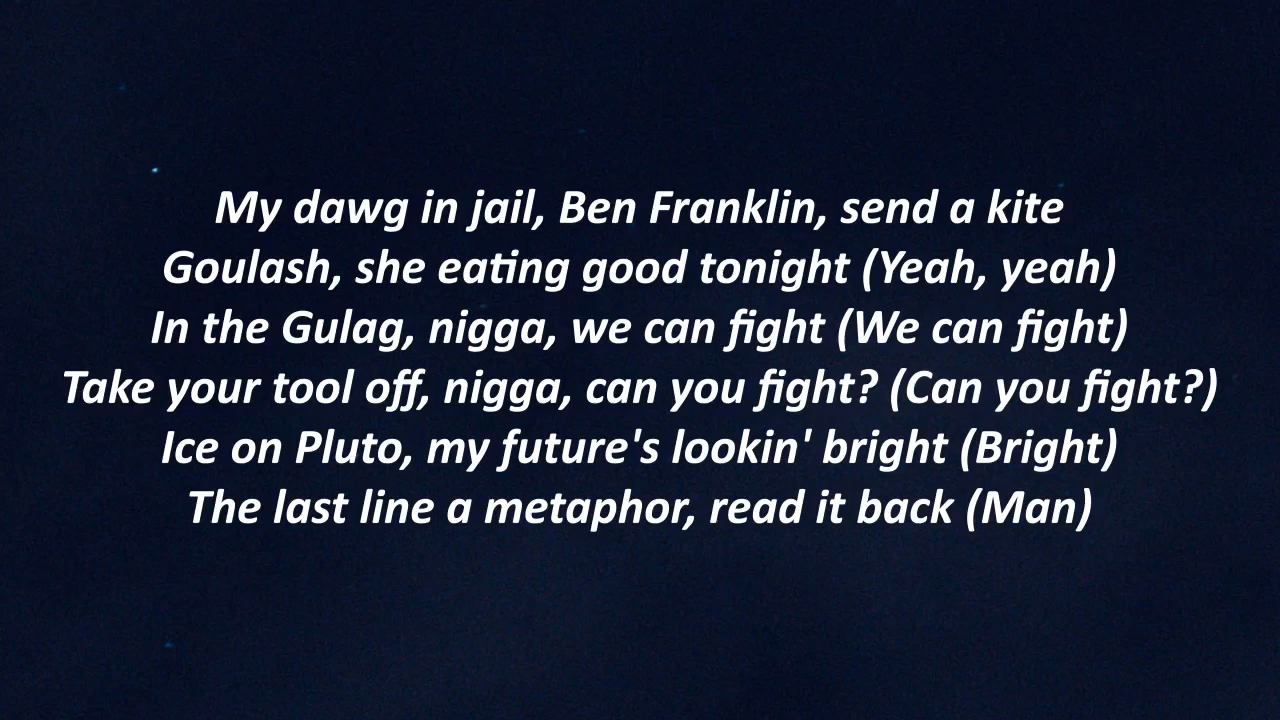 My dawg in jail, Ben Franklin, send a kite
Goulash, she eating good tonight (Yeah, yeah)
In the Gulag, nigga, we can fight (We can fight)
Take your tool off, nigga, can you fight? (Can you fight?)
Ice on Pluto, my future's lookin' bright (Bright)
The last line a metaphor, read it back (Man)